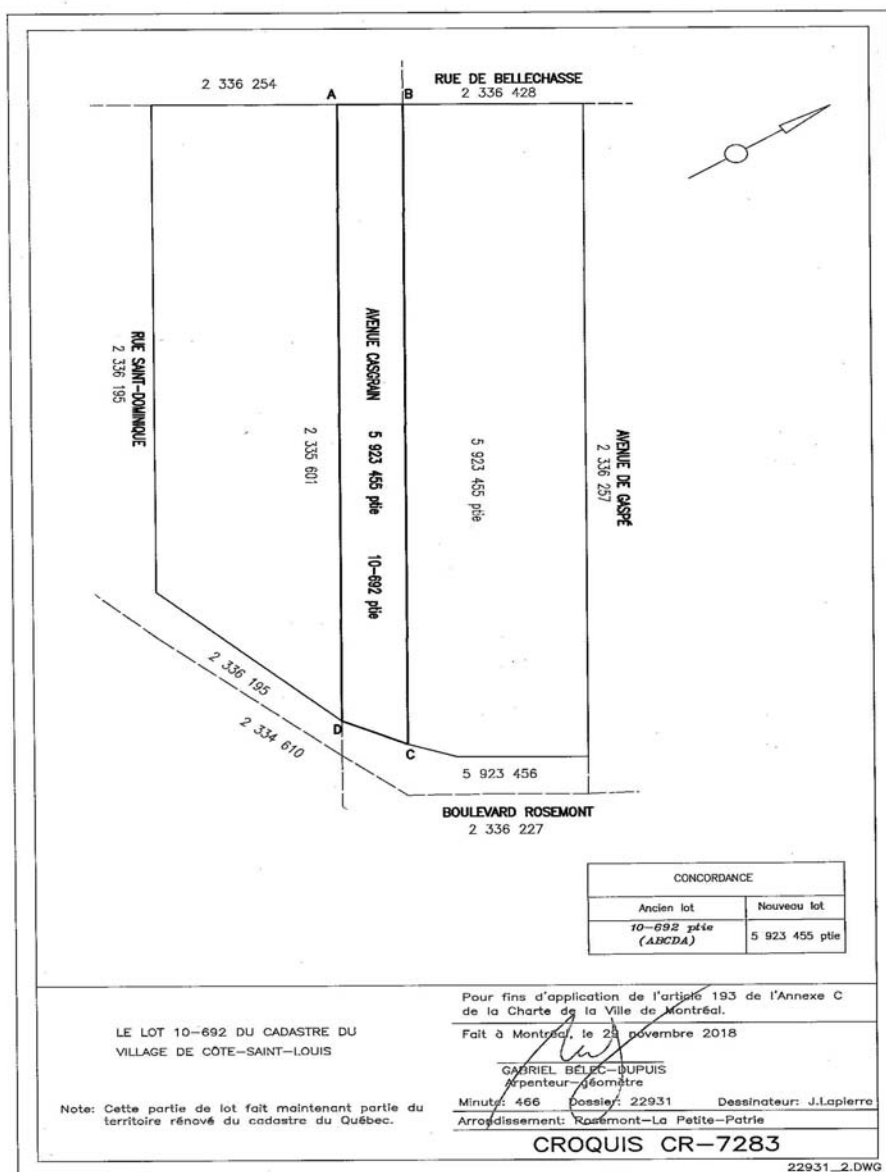 2 336 254
A
B
RUE DE BELLECHASSE
2 336 428
RUE SAINT-DOMINIQUE
2 336 195
2 335 601
AVENUE CASGRAIN 5 923 455 ptie 10-692 ptie
5 923 455 ptie
AVENUE DE GASPÉ
2 336 257
2 336 195
2 334 610
D
C
5 923 456
BOULEVARD ROSEMONT
2 336 227
CONCORDANCE
Ancien lot Nouveau lot
10-692 ptie
(ABCDA)
5 923 455 ptie
LE LOT 10-692 DU CADASTRE DU
VILLAGE DE CÔTE-SAINT-LOUIS
Note: Cette partie de lot fait maintenant partie du
territoire rénové du cadastre du Québec.
Pour fins d'application de l'article 193 de l'Annexe C
de la Charte de la Ville de Montréal.
Fait à Montréal, le 29 novembre 2018
GABRIEL BÉLEC-DUPUIS
Arpenteur-géomètre
Minute: 466 Dossier: 22931 Dessinateur: J.Lapierre
Arrondissement: Rosemont-La Petite-Patrie
CROQUIS CR-7283
22931_2.DWG